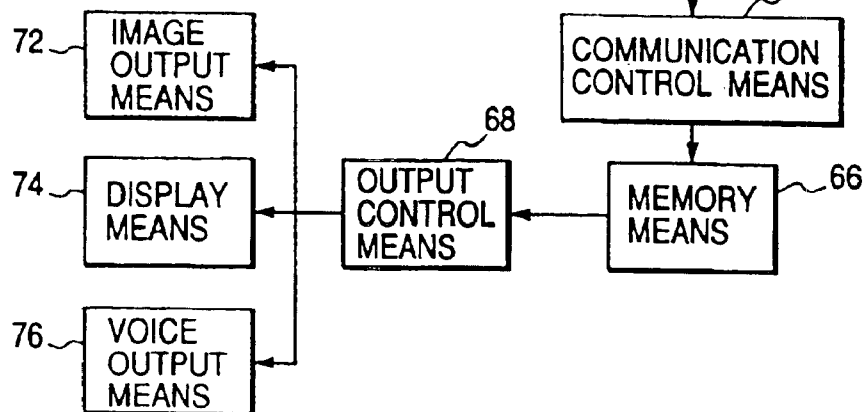 72
IMAGE
OUTPUT
MEANS
COMMUNICATION
CONTROL MEANS
68
74
DISPLAY
MEANS
OUTPUT
CONTROL
MEANS
MEMORY
MEANS
66
76
VOICE
OUTPUT
MEANS